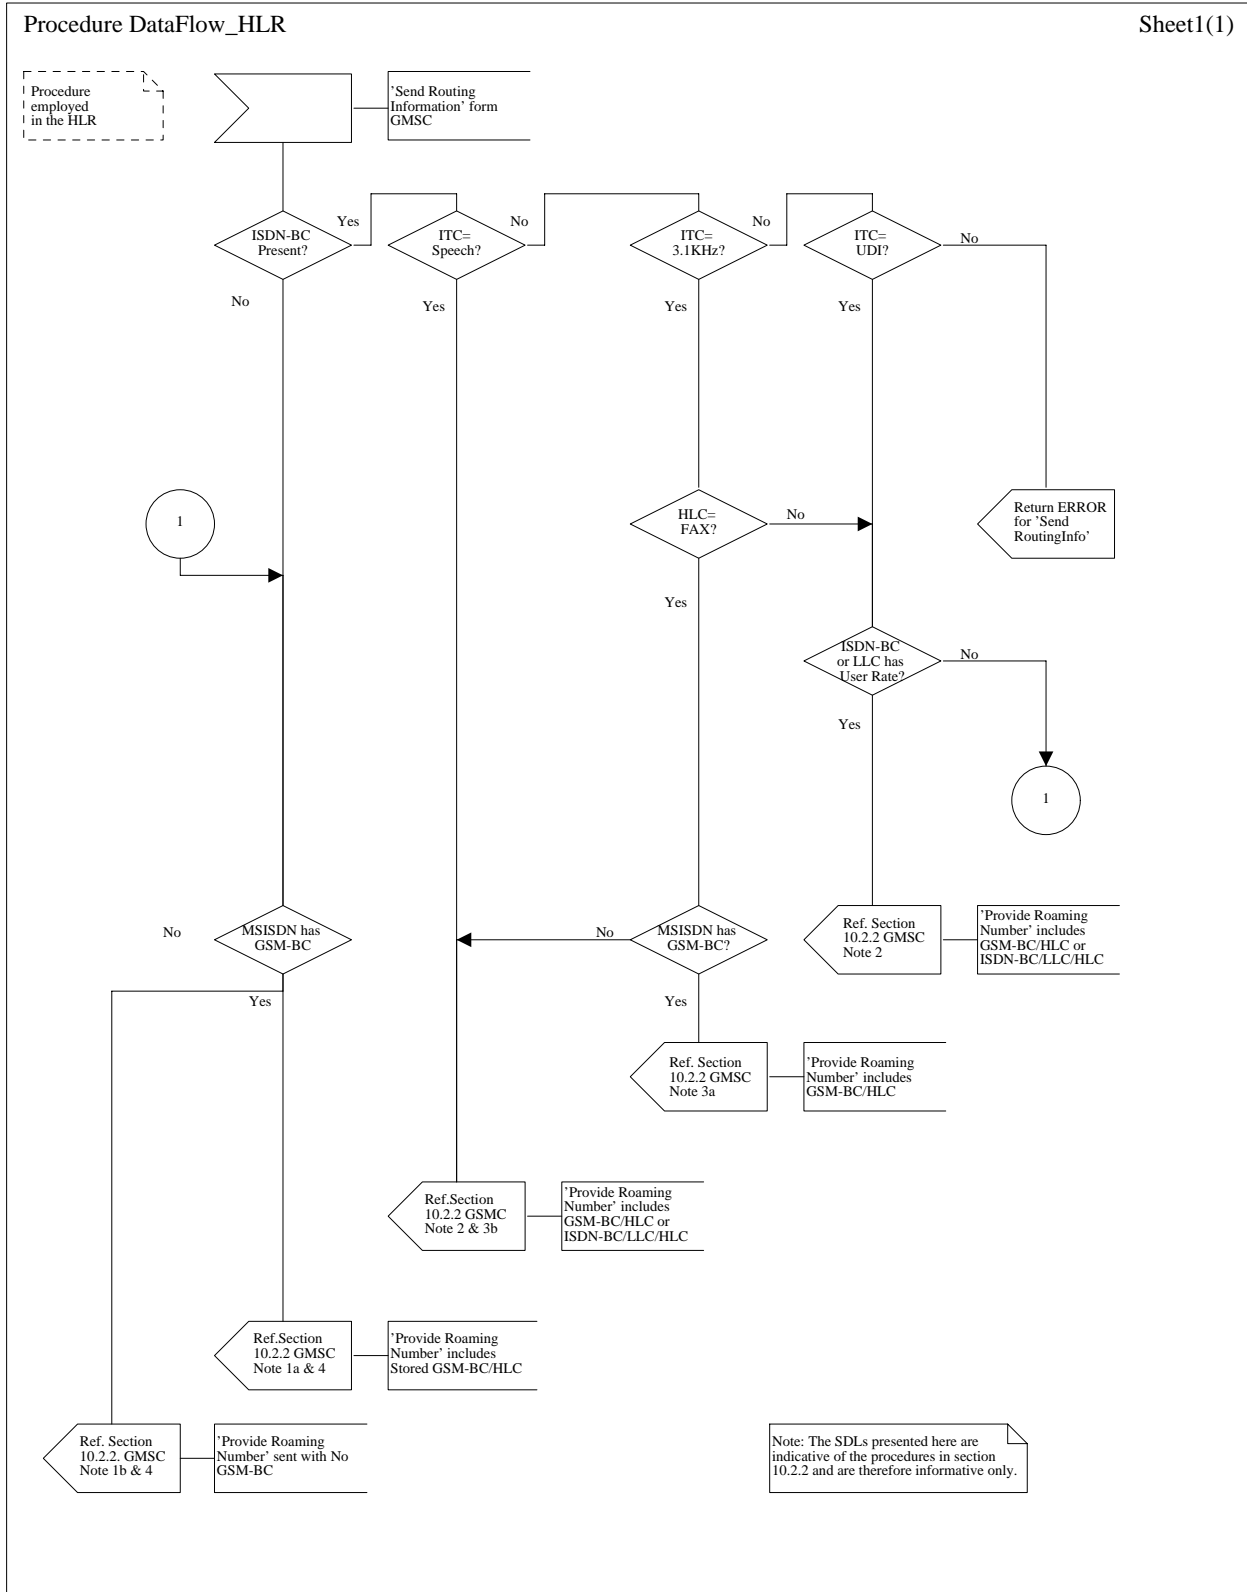 Procedure DataFlow_HLR
Sheet1(1)
Procedure
employed
in the HLR
'Send Routing
Information' form
GMSC
ISDN-BC
Present?
Yes
No
ITC=
Speech?
No
Yes
ITC=
3.1KHz?
No
Yes
ITC=
UDI?
No
Yes
1
HLC=
FAX?
No
Yes
Return ERROR
for 'Send
RoutingInfo'
ISDN-BC
or LLC has
User Rate?
No
Yes
1
No
MSISDN has
GSM-BC
Yes
No
MSISDN has
GSM-BC?
Yes
Ref. Section
10.2.2 GMSC
Note 2
'Provide Roaming
Number' includes
GSM-BC/HLC or
ISDN-BC/LLC/HLC
Ref. Section
10.2.2 GMSC
Note 3a
'Provide Roaming
Number' includes
GSM-BC/HLC
Ref.Section
10.2.2 GSMC
Note 2 & 3b
'Provide Roaming
Number' includes
GSM-BC/HLC or
ISDN-BC/LLC/HLC
Ref.Section
10.2.2 GMSC
Note 1a & 4
'Provide Roaming
Number' includes
Stored GSM-BC/HLC
Ref. Section
10.2.2. GMSC
Note 1b & 4
'Provide Roaming
Number' sent with No
GSM-BC
Note: The SDLs presented here are
indicative of the procedures in section
10.2.2 and are therefore informative only.